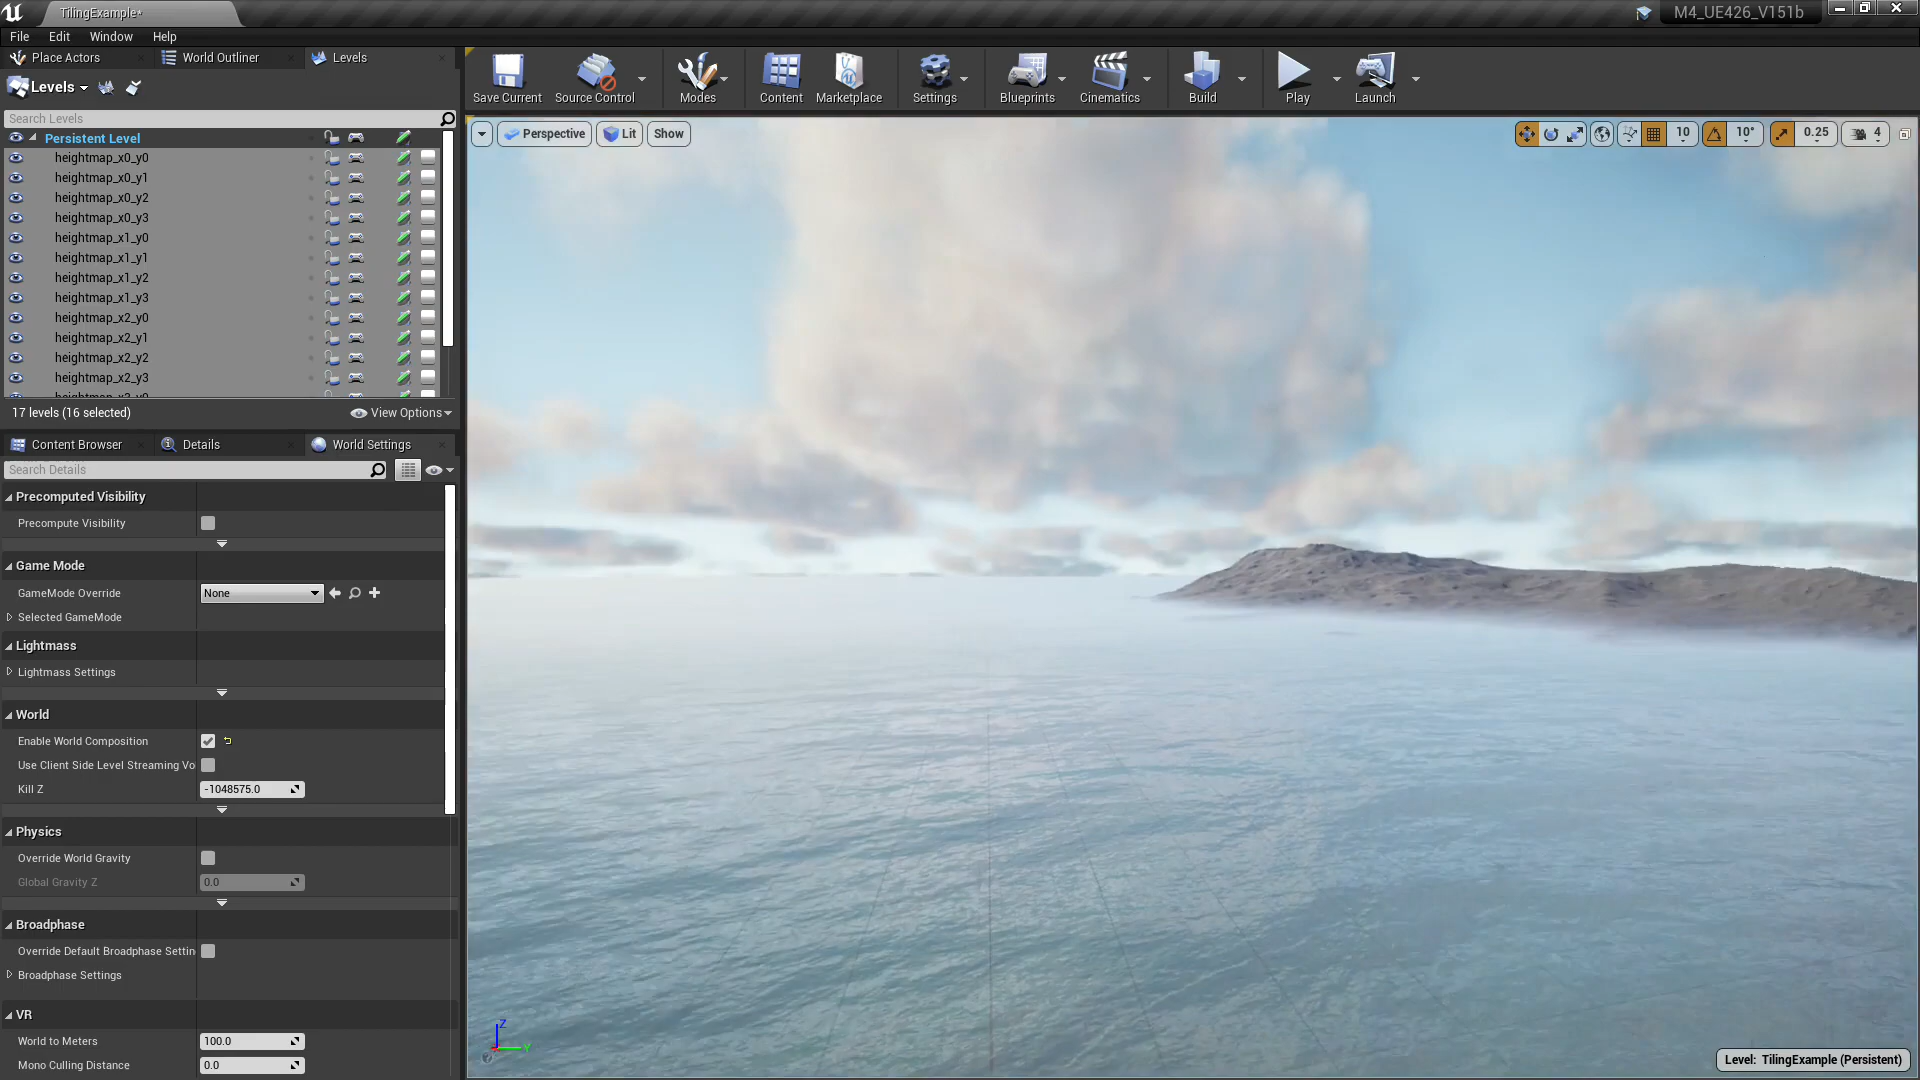 TilingExample*
M4_UE426_V151b
File Edit Window Help
Place Actors
World Outliner
Levels
Levels
Search Levels
Persistent Level
heightmap_x0_y0
heightmap_x0_y1
heightmap_x0_y2
heightmap_x0_y3
heightmap_x1_y0
heightmap_x1_y1
heightmap_x1_y2
heightmap_x1_y3
heightmap_x2_y0
heightmap_x2_y1
heightmap_x2_y2
heightmap_x2_y3
17 levels (16 selected)
View Options
Save Current
Source Control
Modes
Content
Marketplace
Settings
Blueprints
Cinematics
Build
Play
Launch
Perspective
Lit
Show
10
10°
0.25
4
Content Browser
Details
World Settings
Search Details
Precomputed Visibility
Precompute Visibility
Game Mode
GameMode Override None
Selected GameMode
Lightmass
Lightmass Settings
World
Enable World Composition
Use Client Side Level Streaming Vo
Kill Z -1048575.0
Physics
Override World Gravity
Global Gravity Z 0.0
Broadphase
Override Default Broadphase Settin
Broadphase Settings
VR
World to Meters 100.0
Mono Culling Distance 0.0
Z
Y
Level: TilingExample (Persistent)